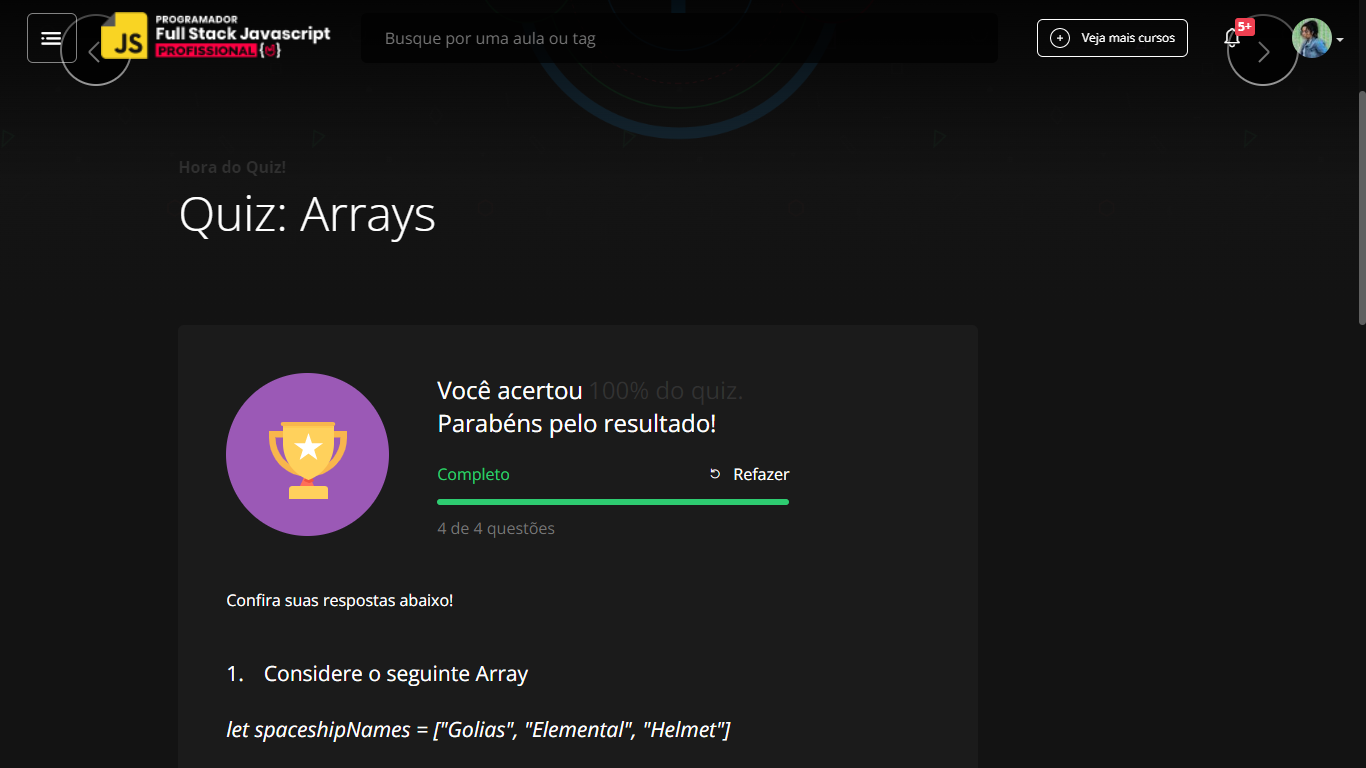 JS
PROGRAMADOR
Full Stack Javascript
PROFISSIONAL
Busque por uma aula ou tag
Veja mais cursos
5+
Hora do Quiz!
Quiz: Arrays
Você acertou 100% do quiz.
Parabéns pelo resultado!
Completo
Refazer
4 de 4 questões
Confira suas respostas abaixo!
1. Considere o seguinte Array
let spaceshipNames = ["Golias", "Elemental", "Helmet"]